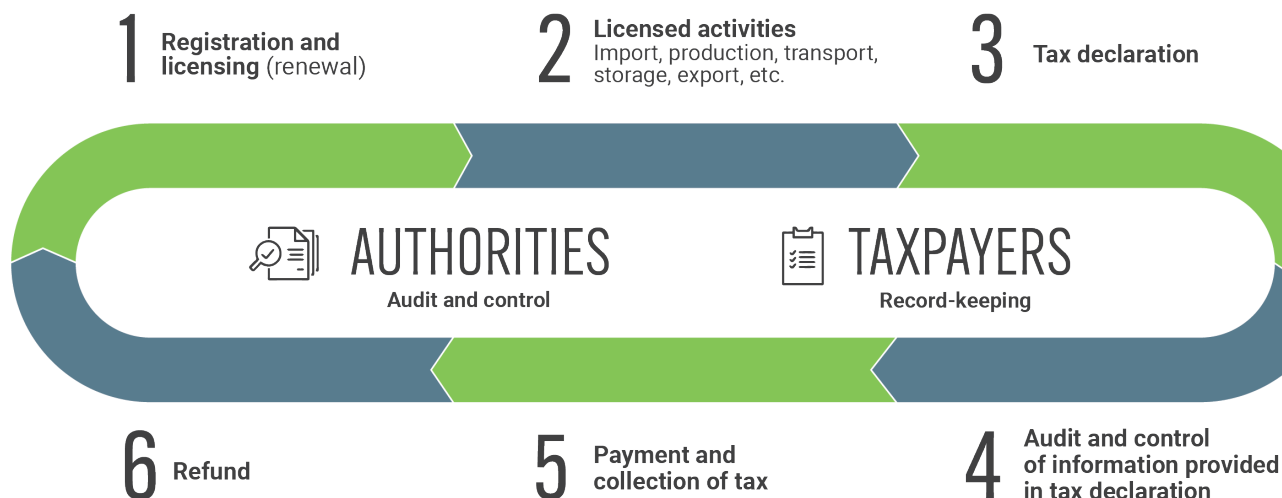 1
Registration and
licensing (renewal)
2
Licensed activities
Import, production, transport,
storage, export, etc.
3
Tax declaration
AUTHORITIES
Audit and control
TAXPAYERS
Record-keeping
6
Refund
5
Payment and
collection of tax
4
Audit and control
of information provided
in tax declaration